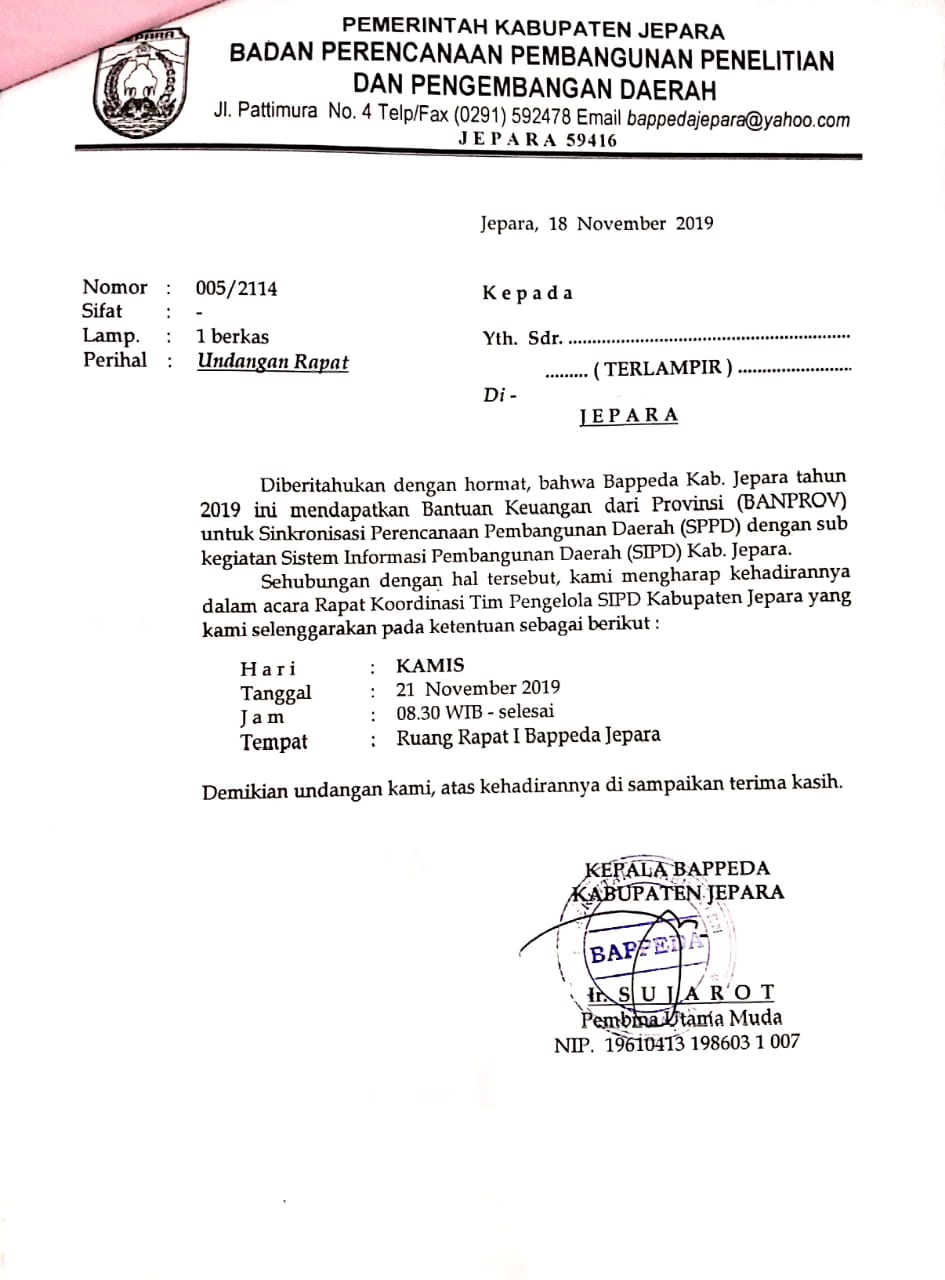 JEPARA
PEMERINTAH KABUPATEN JEPARA
BADAN PERENCANAAN PEMBANGUNAN PENELITIAN
DAN PENGEMBANGAN DAERAH
Jl. Pattimura No. 4 Telp/Fax (0291) 592478 Email bappedajepara@yahoo.com
J E P A R A 59416
Jepara, 18 November 2019
Nomor : 005/2114
Sifat : -
Lamp. : 1 berkas
Perihal : Undangan Rapat
K e p a d a
Yth. Sdr. ............................................................
......... ( TERLAMPIR ) ........................
Di -
J E P A R A
Diberitahukan dengan hormat, bahwa Bappeda Kab. Jepara tahun
2019 ini mendapatkan Bantuan Keuangan dari Provinsi (BANPROV)
untuk Sinkronisasi Perencanaan Pembangunan Daerah (SPPD) dengan sub
kegiatan Sistem Informasi Pembangunan Daerah (SIPD) Kab. Jepara.
Sehubungan dengan hal tersebut, kami mengharap kehadirannya
dalam acara Rapat Koordinasi Tim Pengelola SIPD Kabupaten Jepara yang
kami selenggarakan pada ketentuan sebagai berikut :
H a r i : KAMIS
Tanggal : 21 November 2019
J a m : 08.30 WIB - selesai
Tempat : Ruang Rapat I Bappeda Jepara
Demikian undangan kami, atas kehadirannya di sampaikan terima kasih.
KEPALA BAPPEDA
KABUPATEN JEPARA
BAPPEDA
Ir. S U J A R O T
Pembina Utama Muda
NIP. 19610413 198603 1 007